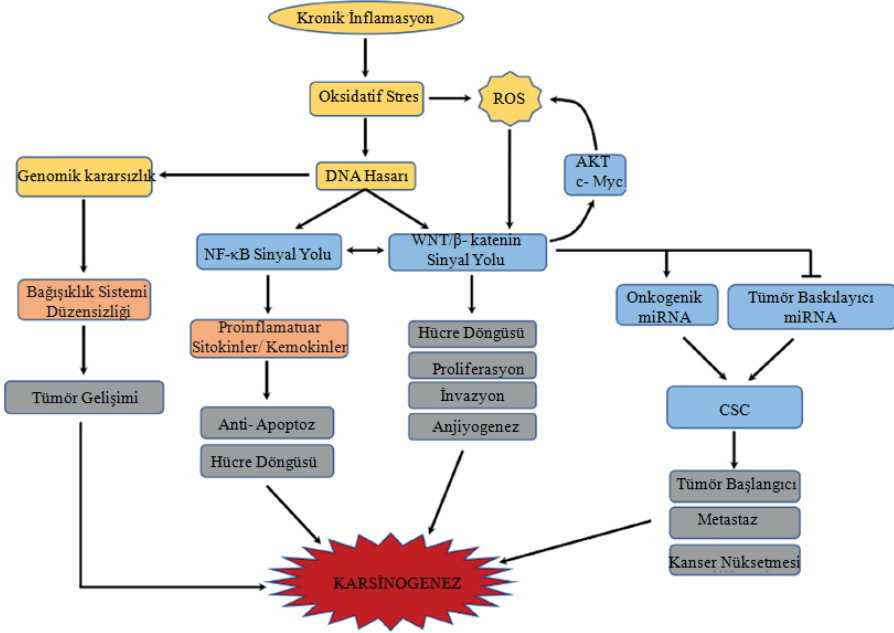 Kronik İnflamasyon
Oksidatif Stres
ROS
AKT
c- Myc
Genomik kararsızlık
DNA Hasarı
NF-κB Sinyal Yolu
WNT/β- katenin
Sinyal Yolu
Bağışıklık Sistemi
Düzensizliği
Proinflamatuar
Sitokinler/ Kemokinler
Hücre Döngüsü
Proliferasyon
İnvazyon
Anjiyogenez
Onkogenik
miRNA
Tümör Baskılayıcı
miRNA
Tümör Gelişimi
Anti- Apoptoz
Hücre Döngüsü
CSC
Tümör Başlangıcı
Metastaz
Kanser Nüksetmesi
KARSİNOGENEZ